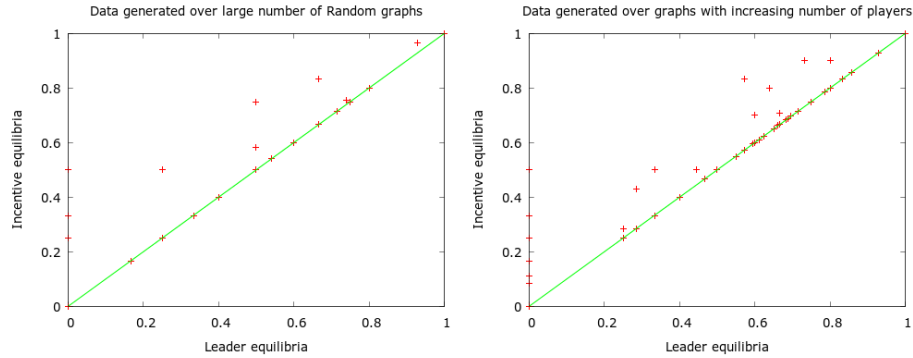 Data generated over large number of Random graphs
1
0.8
0.6
0.4
0.2
0
Incentive equilibria
0 0.2 0.4 0.6 0.8 1
Leader equilibria
Data generated over graphs with increasing number of players
1
0.8
0.6
0.4
0.2
0
Incentive equilibria
0 0.2 0.4 0.6 0.8 1
Leader equilibria